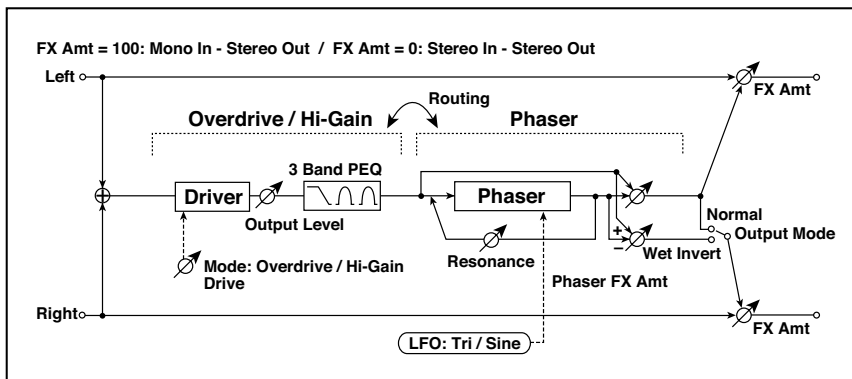 FX Amt = 100: Mono In - Stereo Out / FX Amt = 0: Stereo In - Stereo Out
Left
FX Amt
Routing
Overdrive / Hi-Gain
Phaser
3 Band PEQ
Driver
Phaser
Output Level
Normal
Output Mode
+
−
Wet Invert
Resonance
Mode: Overdrive / Hi-Gain
Drive
Phaser FX Amt
Right
FX Amt
LFO: Tri / Sine